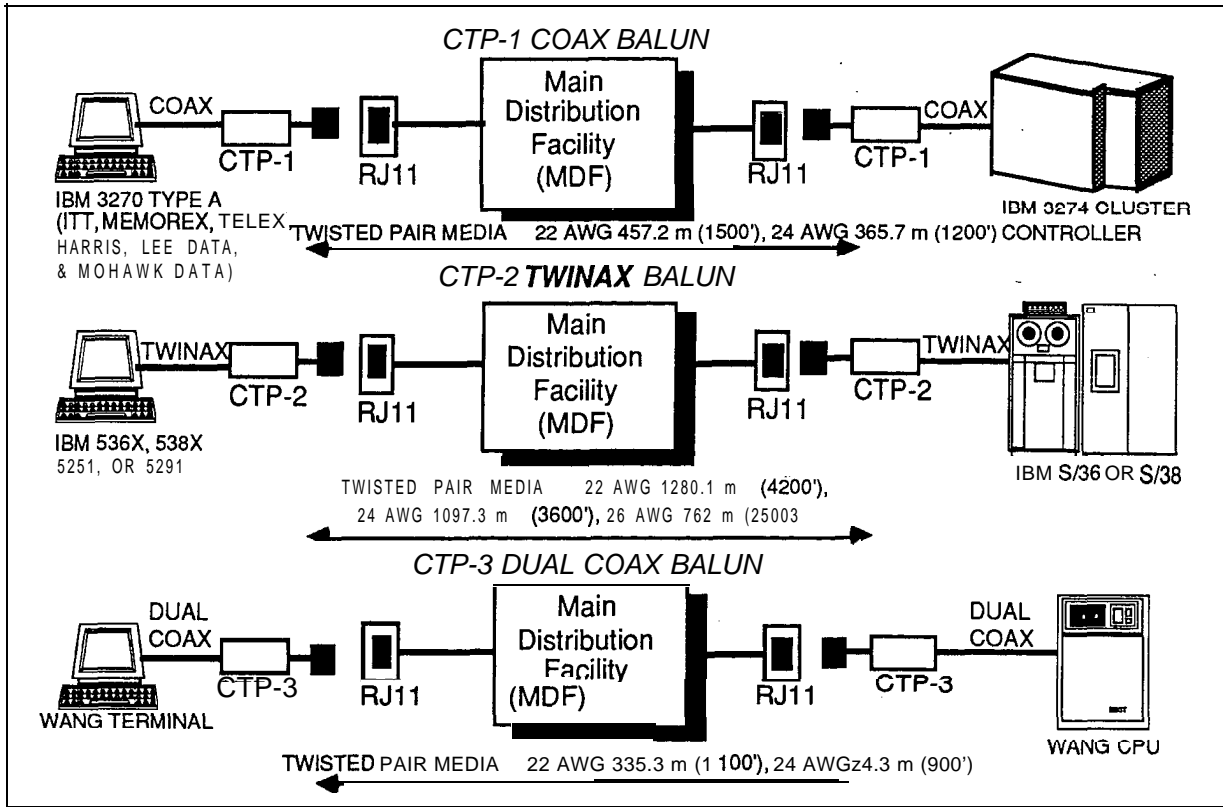 CTP-1 COAX BALUN
COAX
CTP-1
RJ11
Main
Distribution
Facility
(MDF)
RJ11
CTP-1
COAX
IBM 3270 TYPE A
(ITT, MEMOREX, TELEX
HARRIS, LEE DATA,
& MOHAWK DATA)
IBM 3274 CLUSTER
CONTROLLER
TWISTED PAIR MEDIA 22 AWG 457.2 m (1500'), 24 AWG 365.7 m (1200')
CTP-2 TWINAX BALUN
TWINAX
CTP-2
RJ11
Main
Distribution
Facility
(MDF)
RJ11
CTP-2
TWINAX
IBM 536X, 538X
5251, OR 5291
IBM S/36 OR S/38
TWISTED PAIR MEDIA 22 AWG 1280.1 m (4200'),
24 AWG 1097.3 m (3600'), 26 AWG 762 m (25003
CTP-3 DUAL COAX BALUN
DUAL
COAX
CTP-3
RJ11
Main
Distribution
Facility
(MDF)
RJ11
CTP-3
DUAL
COAX
WANG TERMINAL
WANG CPU
TWISTED PAIR MEDIA 22 AWG 335.3 m (1 100'), 24 AWGz4.3 m (900')